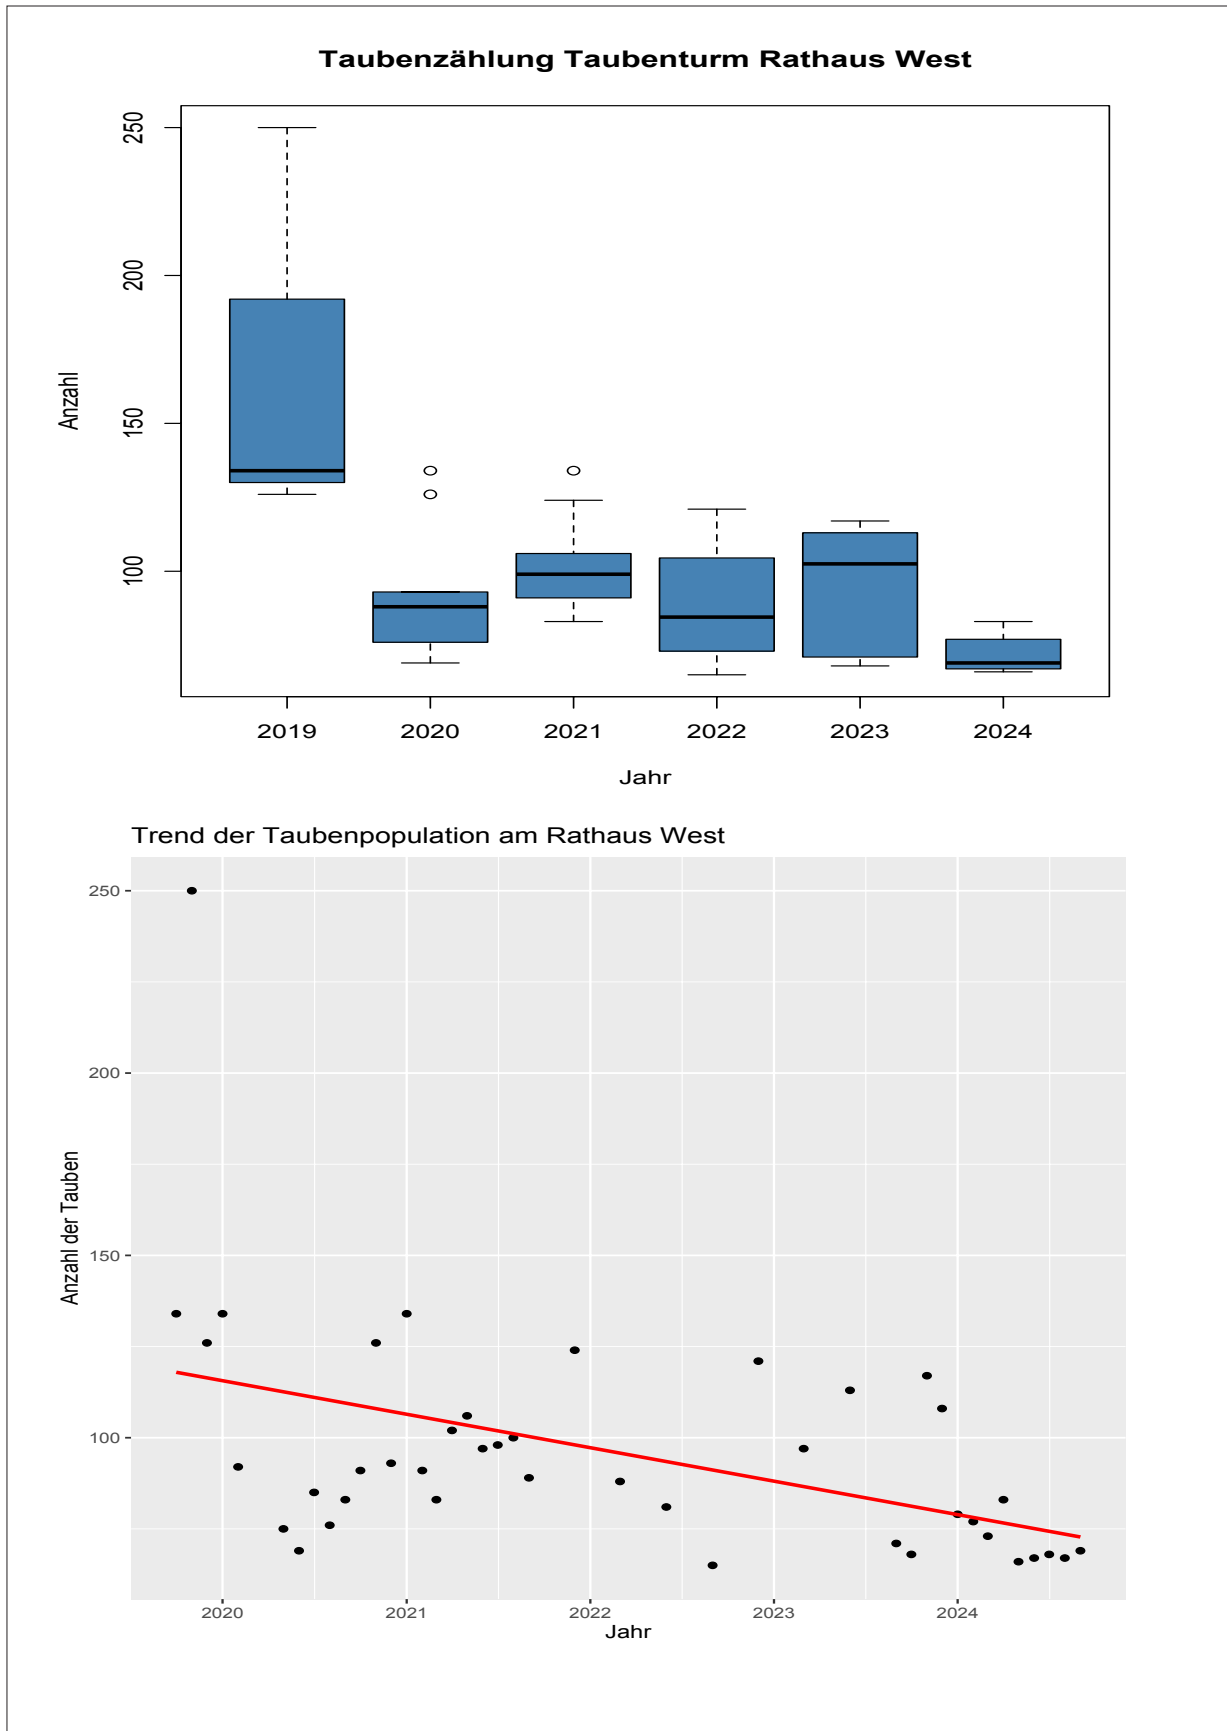 Taubenzählung Taubenturm Rathaus West
250
200
150
100
Anzahl
2019 2020 2021 2022 2023 2024
Jahr
Trend der Taubenpopulation am Rathaus West
250
200
150
100
Anzahl der Tauben
2020 2021 2022 2023 2024
Jahr